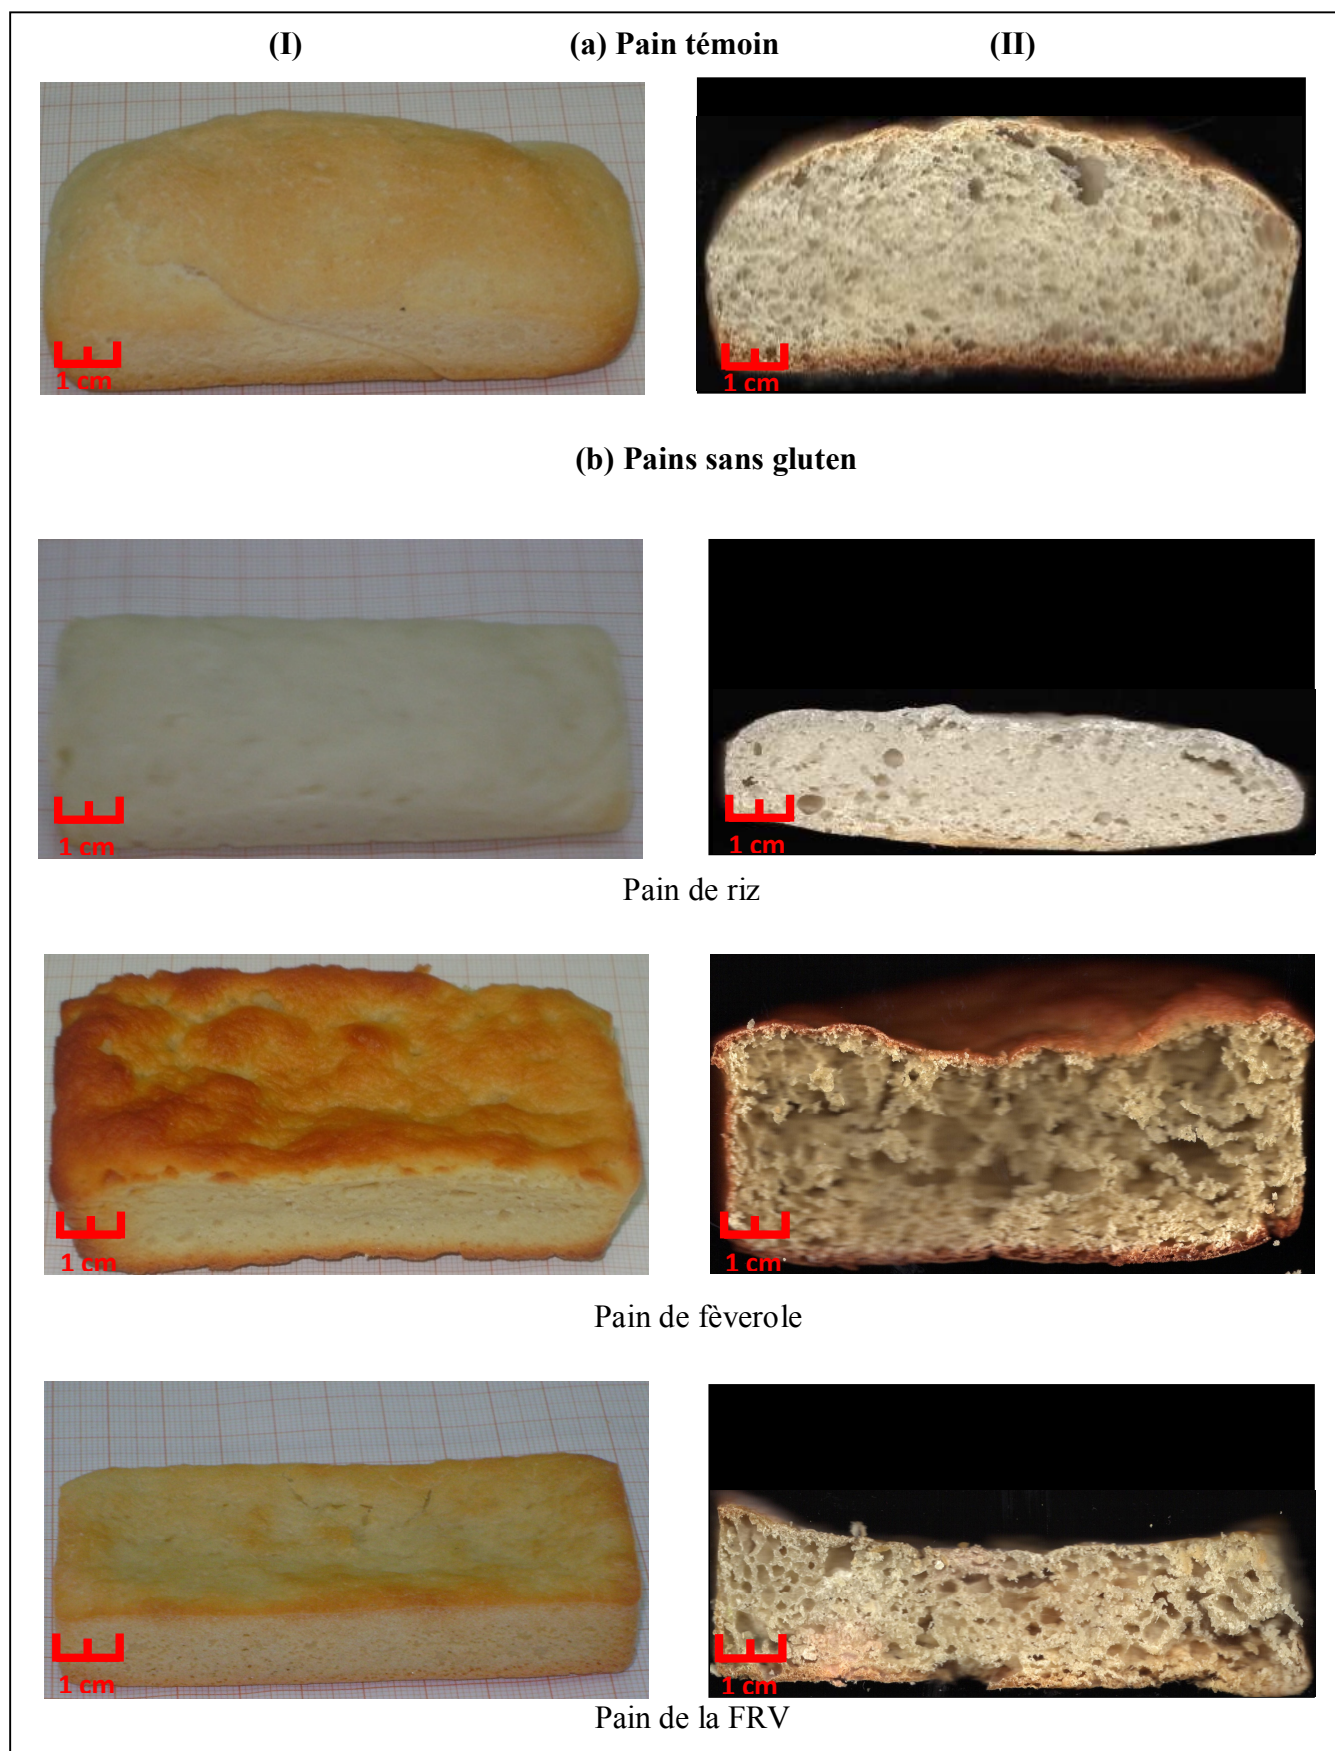 (I) (a) Pain témoin (II)
1 cm 1 cm
(b) Pains sans gluten
1 cm 1 cm
Pain de riz
1 cm 1 cm
Pain de fèverole
1 cm 1 cm
Pain de la FRV